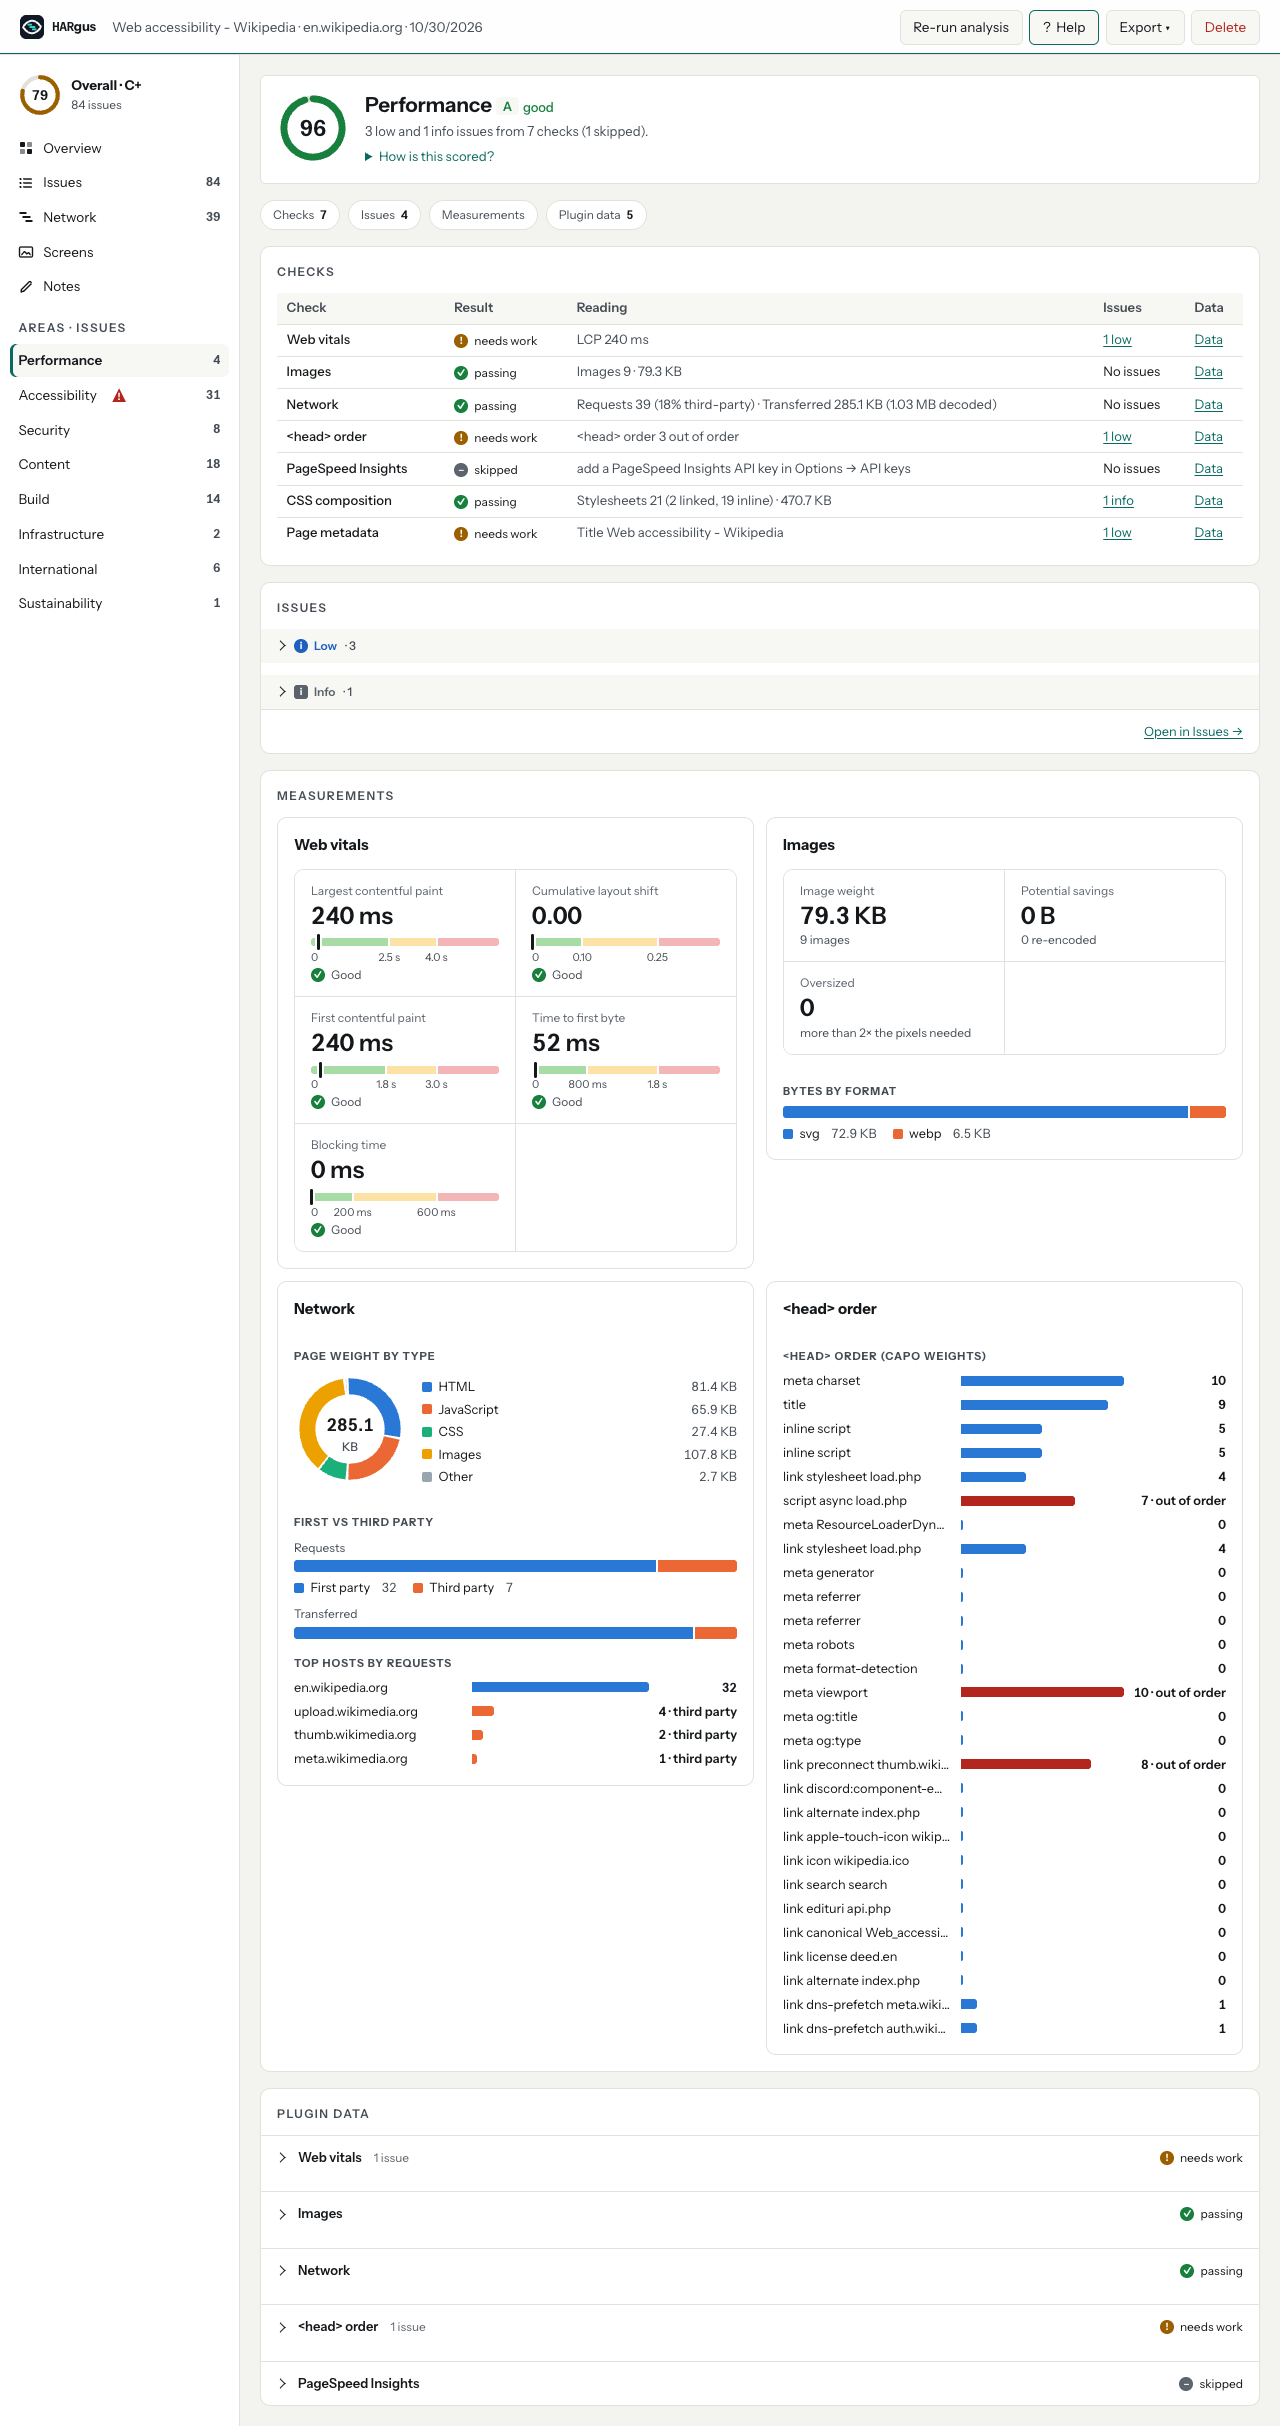 HARgus Web accessibility - Wikipedia · en.wikipedia.org · 10/30/2026 Re-run analysis ? Help Export ▾ Delete
79 Overall · C+
84 issues
Overview
Issues 84
Network 39
Screens
Notes
AREAS · ISSUES
Performance 4
Accessibility 31
Security 8
Content 18
Build 14
Infrastructure 2
International 6
Sustainability 1
96
Performance A good
3 low and 1 info issues from 7 checks (1 skipped).
▶ How is this scored?
Checks 7 Issues 4 Measurements Plugin data 5
CHECKS
Check Result Reading Issues Data
Web vitals needs work LCP 240 ms 1 low Data
Images passing Images 9 · 79.3 KB No issues Data
Network passing Requests 39 (18% third-party) · Transferred 285.1 KB (1.03 MB decoded) No issues Data
<head> order needs work <head> order 3 out of order 1 low Data
PageSpeed Insights skipped add a PageSpeed Insights API key in Options → API keys No issues Data
CSS composition passing Stylesheets 21 (2 linked, 19 inline) · 470.7 KB 1 info Data
Page metadata needs work Title Web accessibility - Wikipedia 1 low Data
ISSUES
Low · 3
Info · 1
Open in Issues →
MEASUREMENTS
Web vitals
Largest contentful paint
240 ms
0 2.5 s 4.0 s
Good
Cumulative layout shift
0.00
0 0.10 0.25
Good
First contentful paint
240 ms
0 1.8 s 3.0 s
Good
Time to first byte
52 ms
0 800 ms 1.8 s
Good
Blocking time
0 ms
0 200 ms 600 ms
Good
Images
Image weight
79.3 KB
9 images
Potential savings
0 B
0 re-encoded
Oversized
0
more than 2× the pixels needed
BYTES BY FORMAT
svg 72.9 KB webp 6.5 KB
Network
PAGE WEIGHT BY TYPE
285.1
KB
HTML 81.4 KB
JavaScript 65.9 KB
CSS 27.4 KB
Images 107.8 KB
Other 2.7 KB
FIRST VS THIRD PARTY
Requests
First party 32 Third party 7
Transferred
TOP HOSTS BY REQUESTS
en.wikipedia.org 32
upload.wikimedia.org 4 · third party
thumb.wikimedia.org 2 · third party
meta.wikimedia.org 1 · third party
<head> order
<HEAD> ORDER (CAPO WEIGHTS)
meta charset 10
title 9
inline script 5
inline script 5
link stylesheet load.php 4
script async load.php 7 · out of order
meta ResourceLoaderDyn... 0
link stylesheet load.php 4
meta generator 0
meta referrer 0
meta referrer 0
meta robots 0
meta format-detection 0
meta viewport 10 · out of order
meta og:title 0
meta og:type 0
link preconnect thumb.wiki... 8 · out of order
link discord:component-e... 0
link alternate index.php 0
link apple-touch-icon wikip... 0
link icon wikipedia.ico 0
link search search 0
link edituri api.php 0
link canonical Web_accessi... 0
link license deed.en 0
link alternate index.php 0
link dns-prefetch meta.wiki... 1
link dns-prefetch auth.wiki... 1
PLUGIN DATA
Web vitals 1 issue needs work
Images passing
Network passing
<head> order 1 issue needs work
PageSpeed Insights skipped